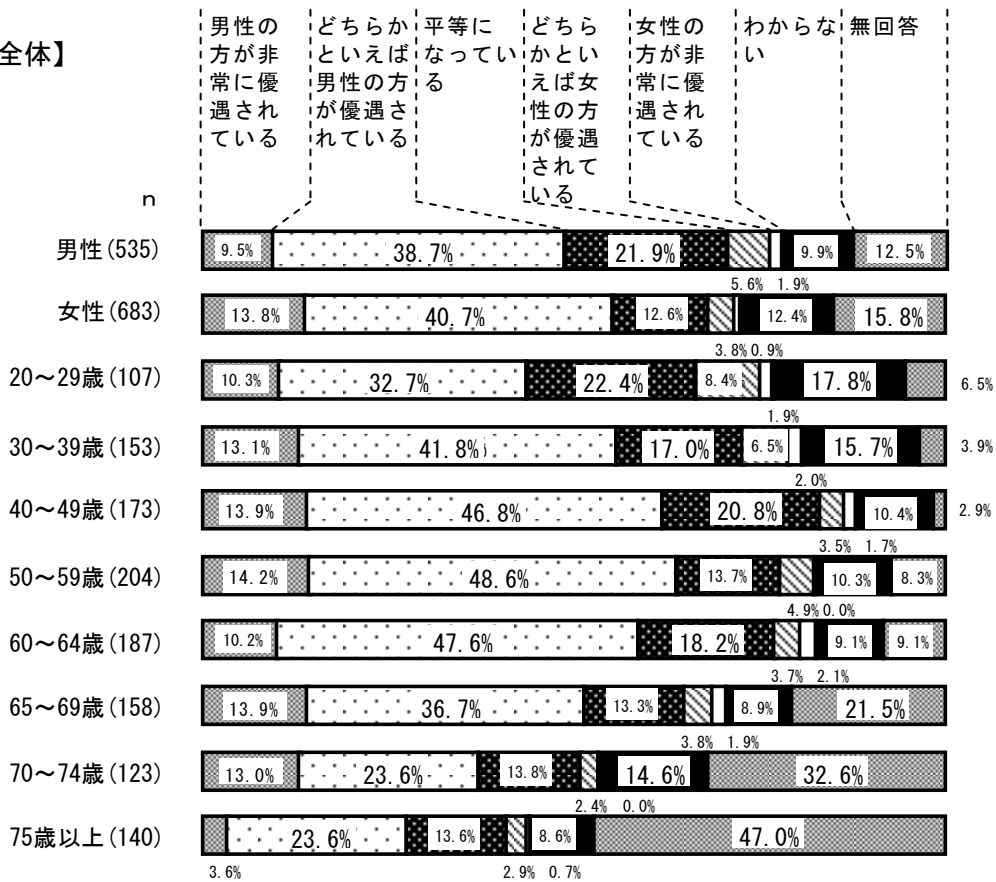 全体】
男性の
方が非
常に優
遇され
ている
どちらか
といえば
男性の方
が優遇さ
れている
平等に
なってい
る
どちら
かとい
えば女
性の方
が優遇
されて
いる
女性の
方が非
常に優
遇され
ている
わからな
い
無回答
n
男性(535) 9.5% 38.7% 21.9% 9.9% 12.5%
5.6% 1.9%
女性(683) 13.8% 40.7% 12.6% 12.4% 15.8%
3.8% 0.9%
20～29歳(107) 10.3% 32.7% 22.4% 8.4% 17.8% 6.5%
1.9%
30～39歳(153) 13.1% 41.8% 17.0% 6.5% 15.7% 3.9%
2.0%
40～49歳(173) 13.9% 46.8% 20.8% 10.4% 2.9%
3.5% 1.7%
50～59歳(204) 14.2% 48.6% 13.7% 10.3% 8.3%
4.9% 0.0%
60～64歳(187) 10.2% 47.6% 18.2% 9.1% 9.1%
3.7% 2.1%
65～69歳(158) 13.9% 36.7% 13.3% 8.9% 21.5%
3.8% 1.9%
70～74歳(123) 13.0% 23.6% 13.8% 14.6% 32.6%
2.4% 0.0%
75歳以上(140) 23.6% 13.6% 8.6% 47.0%
3.6% 2.9% 0.7%